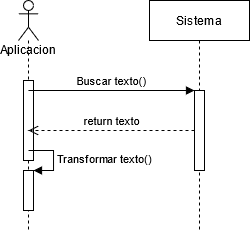 Sistema
Aplicacion
Buscar texto()
return texto
Transformar texto()